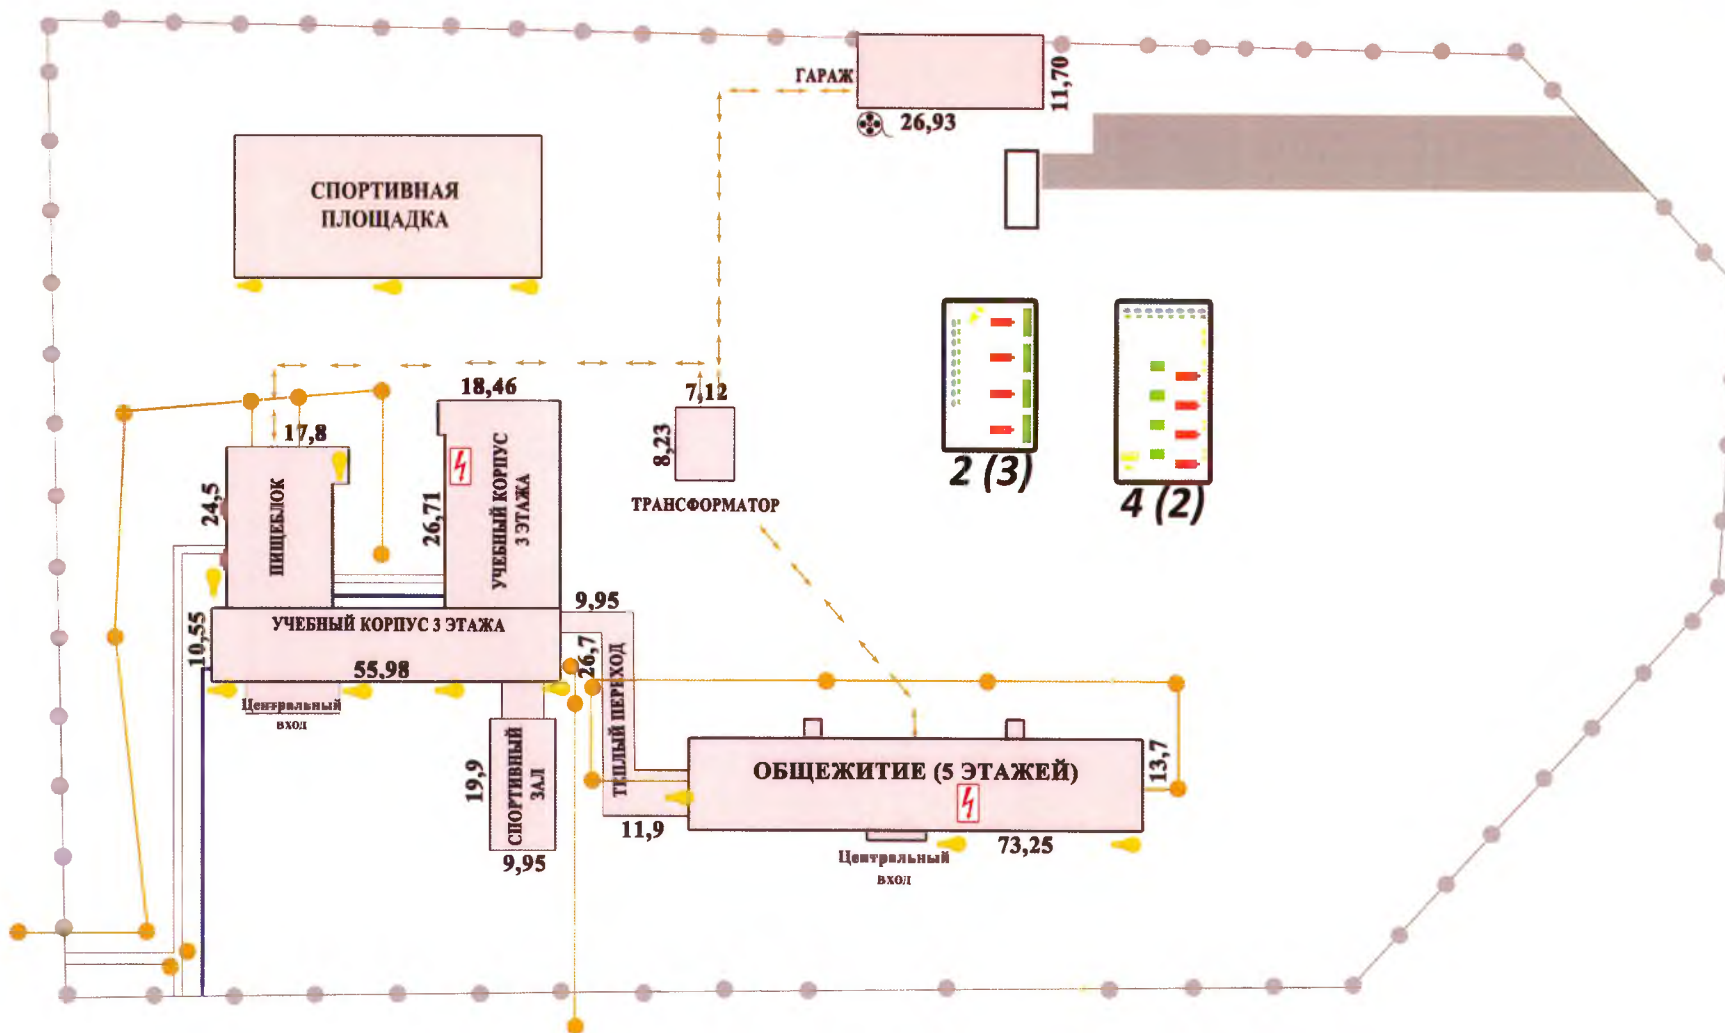 ГАРАЖ
11,70
26,93
СПОРТИВНАЯ
ПЛОЩАДКА
18,46
7,12
17,8
8,23
2 (3)
24,5
ПИЩЕБЛОК
26,71
УЧЕБНЫЙ КОРПУС
3 ЭТАЖА
ТРАНСФОРМАТОР
4 (2)
9,95
10,55
УЧЕБНЫЙ КОРПУС 3 ЭТАЖА
55,98
26,7
ТЕПЛЫЙ ПЕРЕХОД
Центральный
вход
19,9
СПОРТИВНЫЙ
ЗАЛ
9,95
11,9
ОБЩЕЖИТИЕ (5 ЭТАЖЕЙ)
13,7
73,25
Центральный
вход